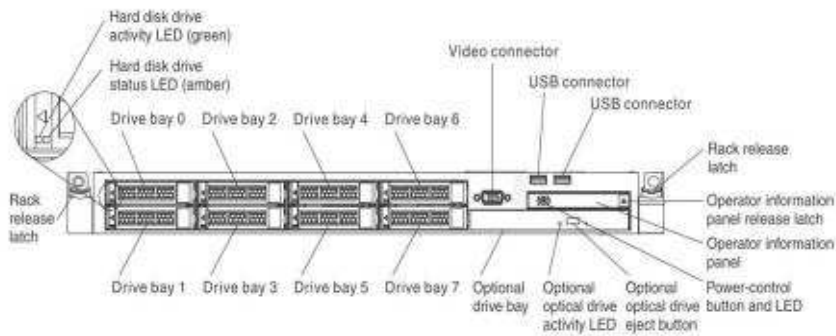 Hard disk drive
activity LED (green)
Hard disk drive
status LED (amber)
Video connector
USB connector
USB connector
Drive bay 0 Drive bay 2 Drive bay 4 Drive bay 6
Rack release
latch
Rack
release
latch
Operator information
panel release latch
Operator information
panel
Drive bay 1 Drive bay 3 Drive bay 5 Drive bay 7
Optional
drive bay
Optional
optical drive
activity LED
Optional
optical drive
eject button
Power-control
button and LED